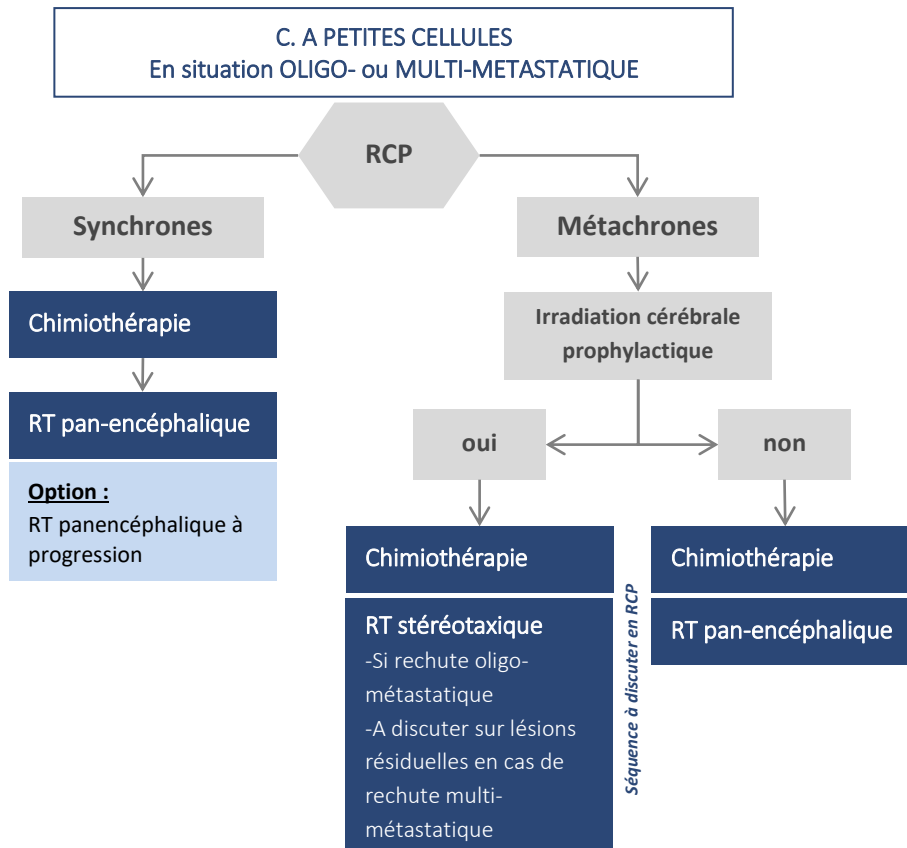 C. A PETITES CELLULES
En situation OLIGO- ou MULTI-METASTATIQUE
RCP
Synchrones
Chimiothérapie
RT pan-encéphalique
Option :
RT panencéphalique à
progression
Métachrones
Irradiation cérébrale
prophylactique
oui
non
Chimiothérapie
RT stéréotaxique
-Si rechute oligo-
métastatique
-A discuter sur lésions
résiduelles en cas de
rechute multi-
métastatique
Séquence à discuter en RCP
Chimiothérapie
RT pan-encéphalique